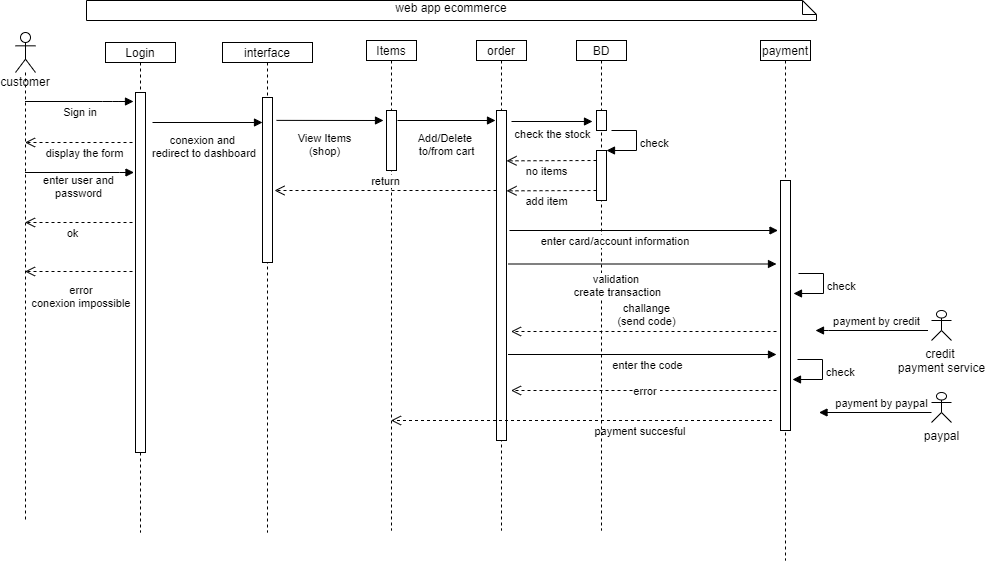 web app ecommerce
customer
Login
interface
Items
order
BD
payment
Sign in
conexion and
redirect to dashboard
View Items
(shop)
Add/Delete
to/from cart
check the stock
check
display the form
no items
enter user and
password
return
add item
ok
enter card/account information
error
conexion impossible
validation
create transaction
check
challange
(send code)
payment by credit
credit
payment service
enter the code
check
error
payment by paypal
payment succesful
paypal